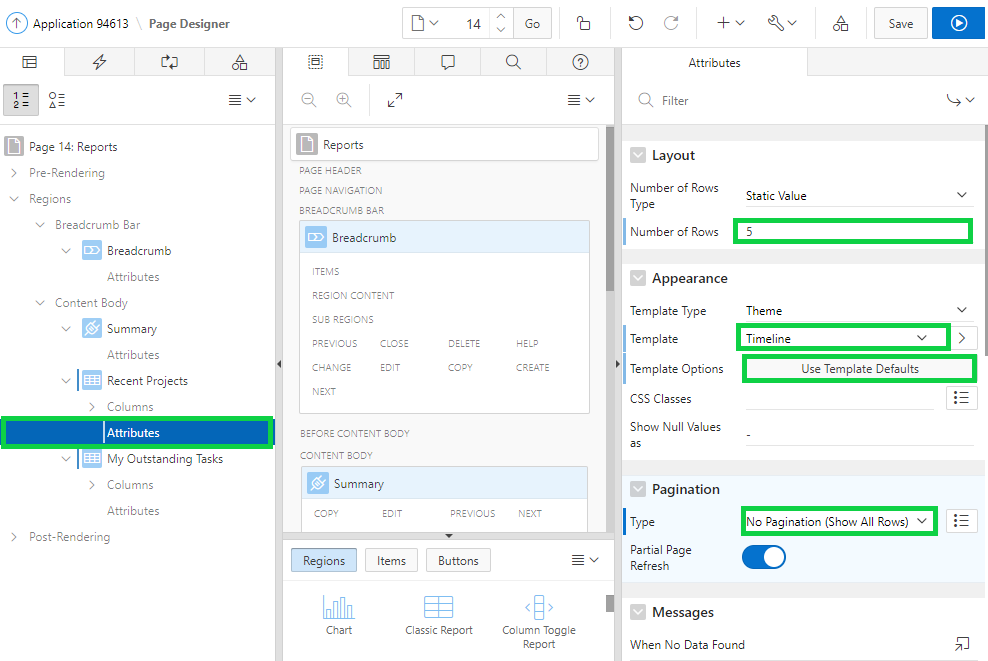 Application 94613 \ Page Designer
14
Go
Save
Page 14: Reports
Pre-Rendering
Regions
Breadcrumb Bar
Breadcrumb
Attributes
Content Body
Summary
Attributes
Recent Projects
Columns
Attributes
My Outstanding Tasks
Columns
Attributes
Post-Rendering
Reports
PAGE HEADER
PAGE NAVIGATION
BREADCRUMB BAR
Breadcrumb
ITEMS
REGION CONTENT
SUB REGIONS
PREVIOUS CLOSE DELETE HELP
CHANGE EDIT COPY CREATE
NEXT
BEFORE CONTENT BODY
CONTENT BODY
Summary
COPY EDIT PREVIOUS NEXT
Regions Items Buttons
Chart
Classic Report
Column Toggle
Report
Attributes
Filter
Layout
Number of Rows
Type
Static Value
Number of Rows 5
Appearance
Template Type Theme
Template Timeline
Template Options Use Template Defaults
CSS Classes
Show Null Values
as
-
Pagination
Type No Pagination (Show All Rows)
Partial Page
Refresh
Messages
When No Data Found